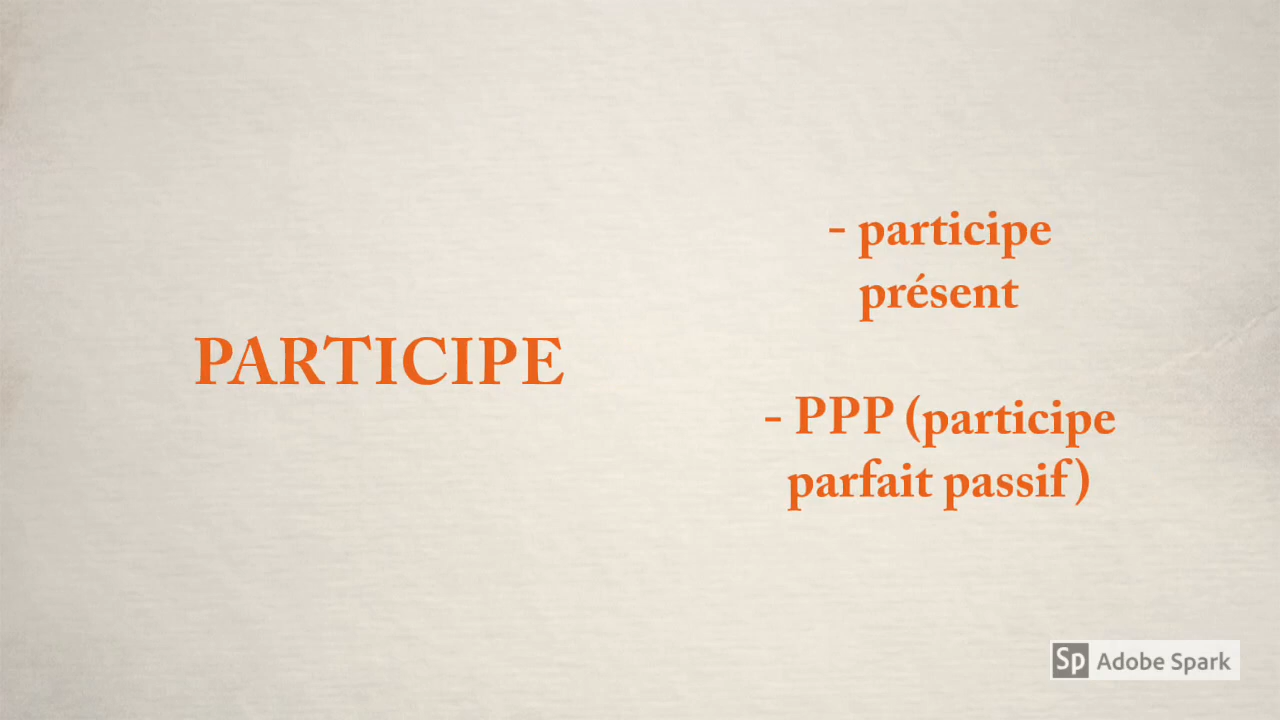 PARTICIPE
- participe
présent
- PPP (participe
parfait passif)
Sp Adobe Spark